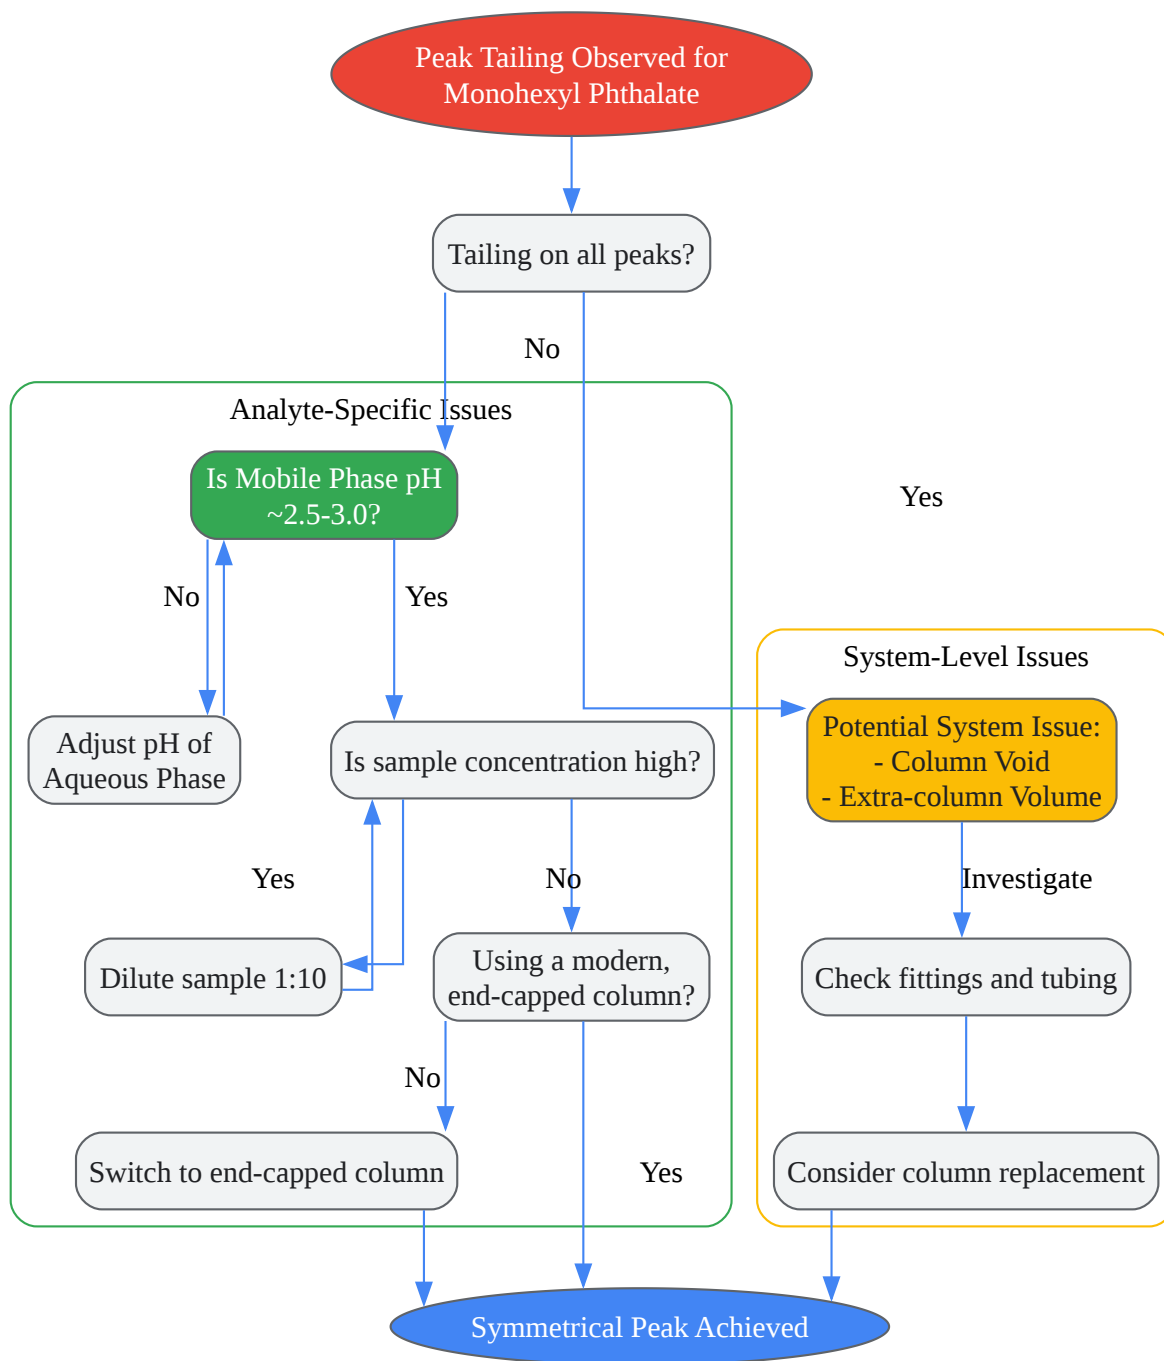 Peak Tailing Observed for
Monohexyl Phthalate
Tailing on all peaks?
No
Analyte-Specific Issues
Is Mobile Phase pH
~2.5-3.0?
Yes
No
Yes
System-Level Issues
Adjust pH of
Aqueous Phase
Is sample concentration high?
Potential System Issue:
- Column Void
- Extra-column Volume
Yes
No
Investigate
Dilute sample 1:10
Using a modern,
end-capped column?
Check fittings and tubing
No
Switch to end-capped column
Yes
Consider column replacement
Symmetrical Peak Achieved